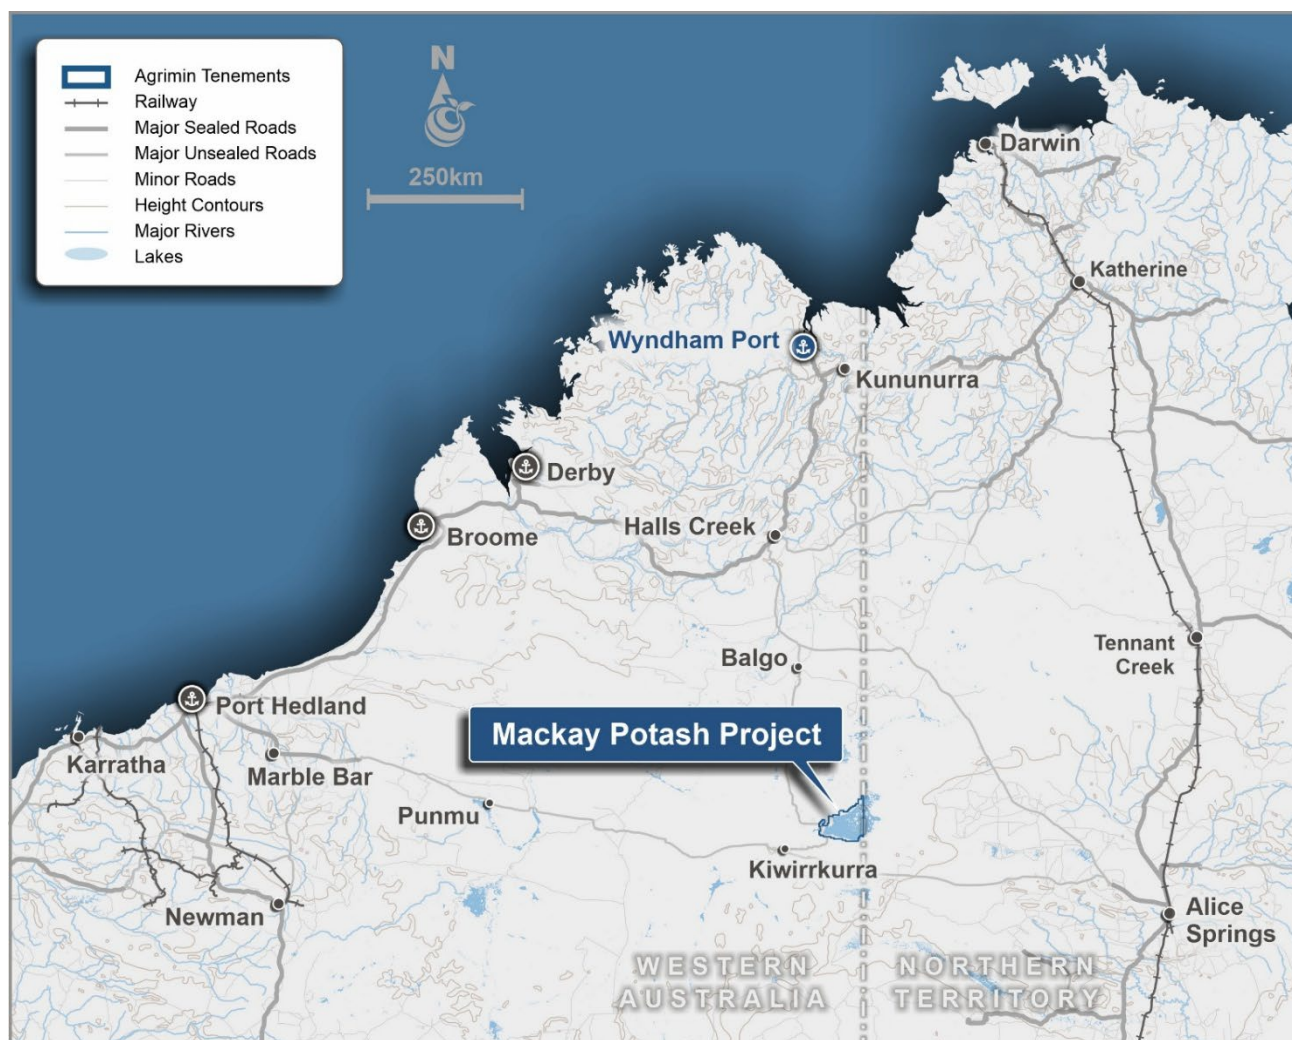 Agrimin Tenements
Railway
Major Sealed Roads
Major Unsealed Roads
Minor Roads
Height Contours
Major Rivers
Lakes
N
250km
Darwin
Katherine
Wyndham Port
Kununurra
Derby
Halls Creek
Broome
Balgo
Tennant
Creek
Port Hedland
Mackay Potash Project
Karratha
Marble Bar
Punmu
Kiwirrkurra
Newman
Alice
Springs
WESTERN
AUSTRALIA
NORTHERN
TERRITORY